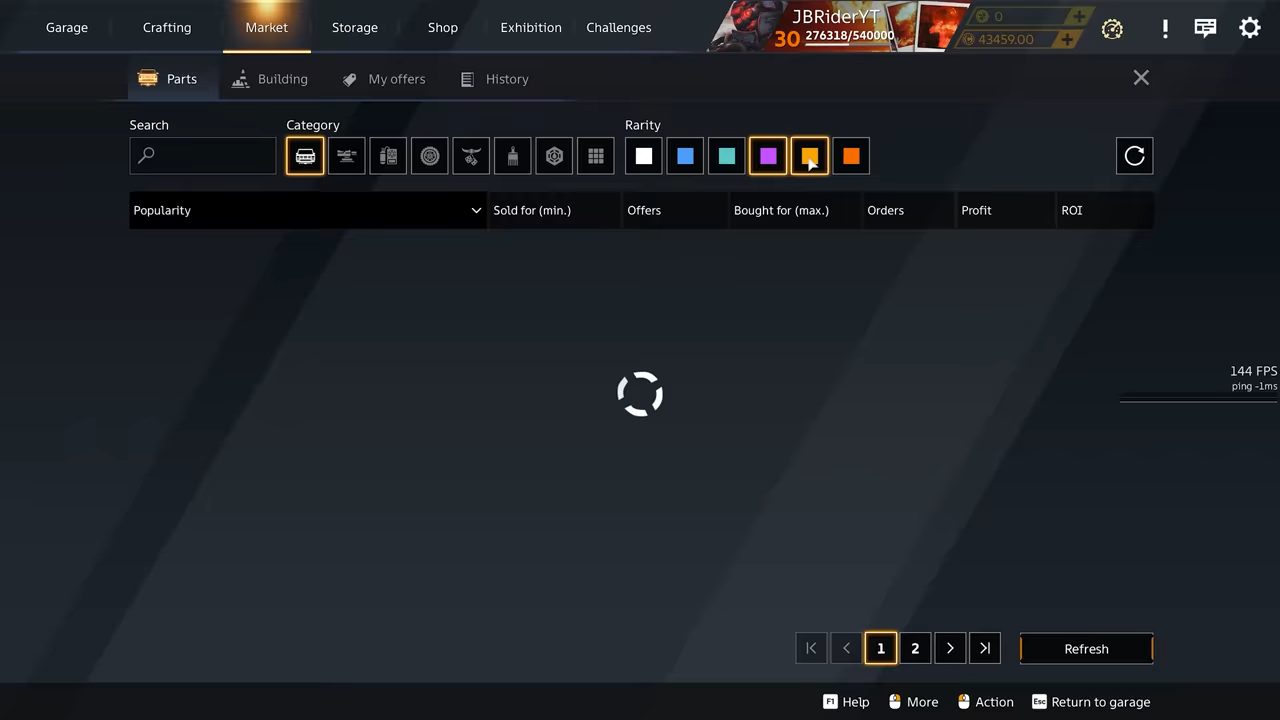 Garage
Crafting
Market
Storage
Shop
Exhibition
Challenges
JBRiderYT
30
276318/540000
0
43459.00
Parts
Building
My offers
History
Search
Category
Rarity
Popularity
Sold for (min.)
Offers
Bought for (max.)
Orders
Profit
ROI
144 FPS
ping -1ms
1
2
Refresh
F1 Help
More
Action
Esc Return to garage